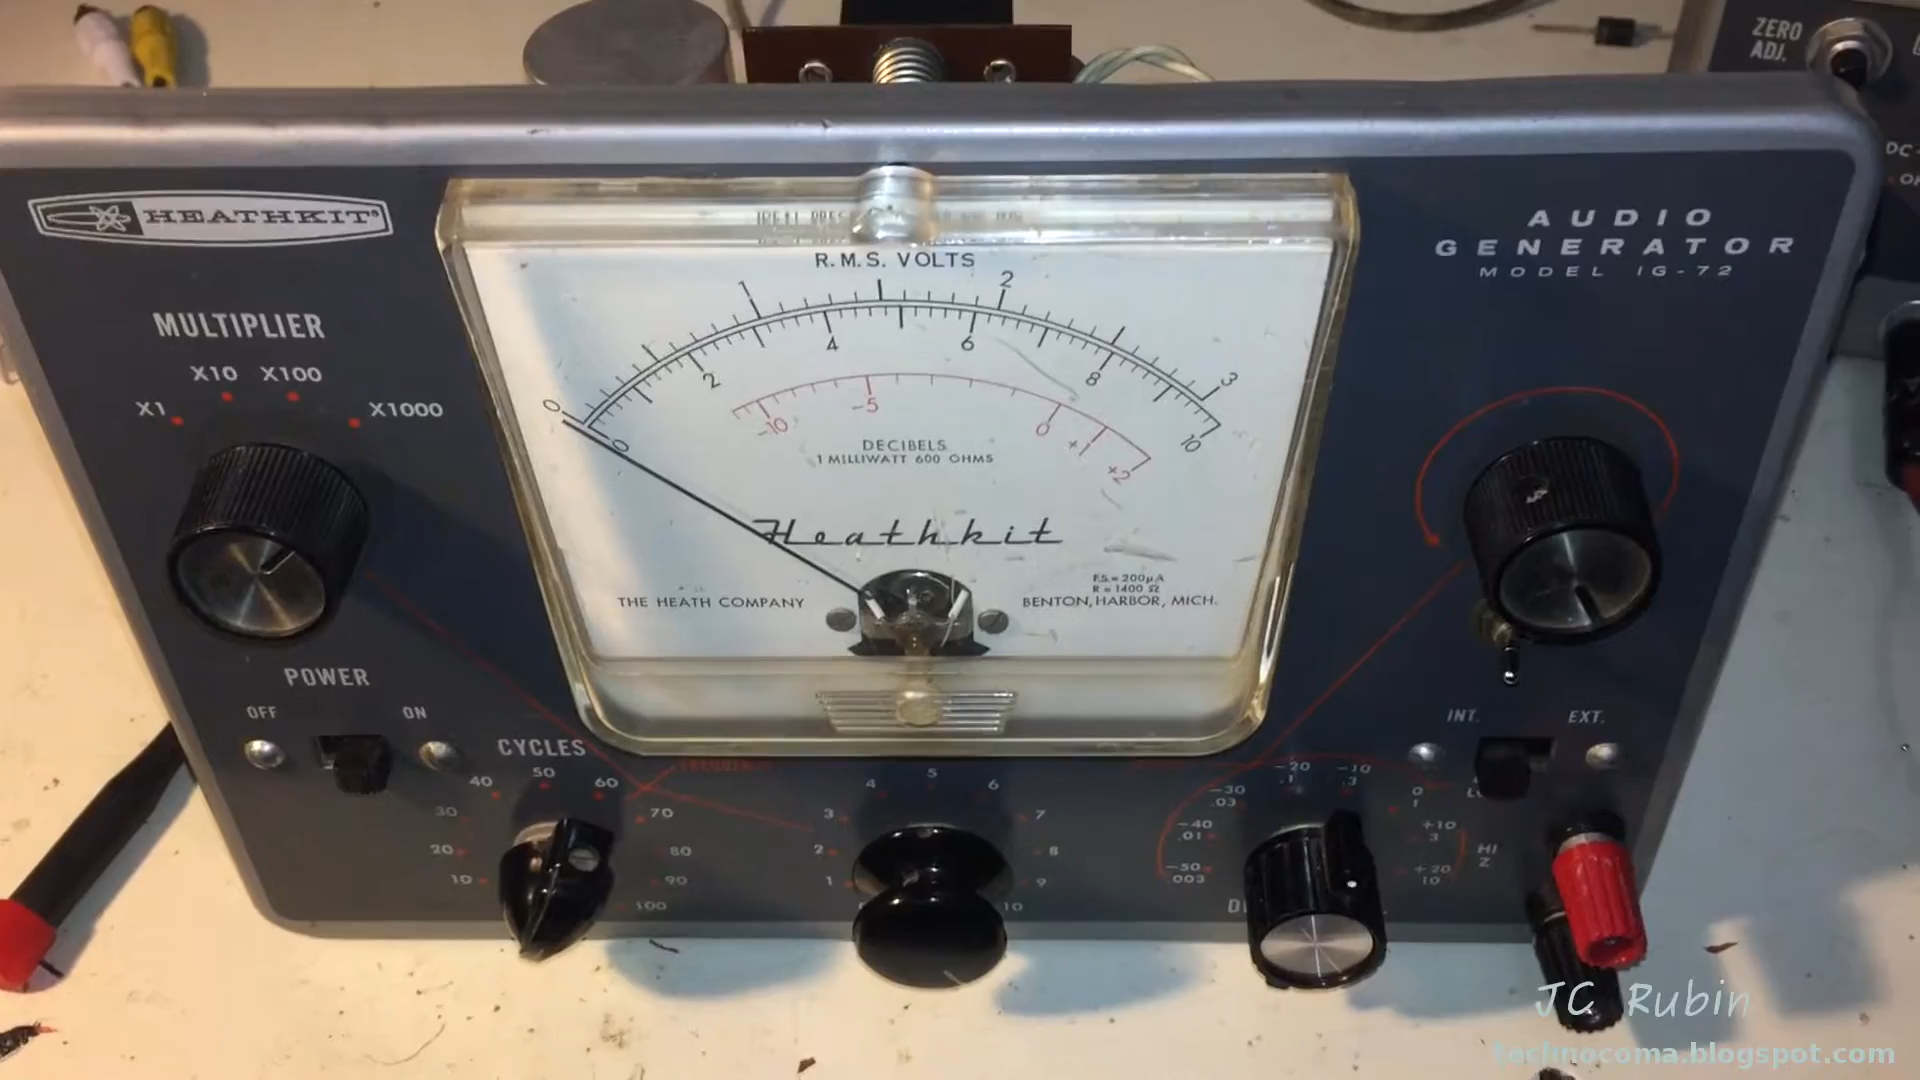 ZERO
ADJ.
DC
HEATHKIT®
AUDIO
GENERATOR
MODEL IG-72
R.M.S. VOLTS
0 1 2 3
0 2 4 6 8 10
-10 -5 0 +1 +2
DECIBELS
1 MILLIWATT 600 OHMS
Heathkit
F.S.= 200µA
R = 1400 Ω
THE HEATH COMPANY
BENTON, HARBOR, MICH.
MULTIPLIER
X1 X10 X100 X1000
POWER
OFF ON
CYCLES
10 20 30 40 50 60 70 80 90 100
1 2 3 4 5 6 7 8 9 10
INT. EXT.
-50 -40 -30 -20 -10 0 +10 +20
.003 .01 .03 .1 .3 1 3 10
HI
Z
JC Rubin
technocoma.blogspot.com